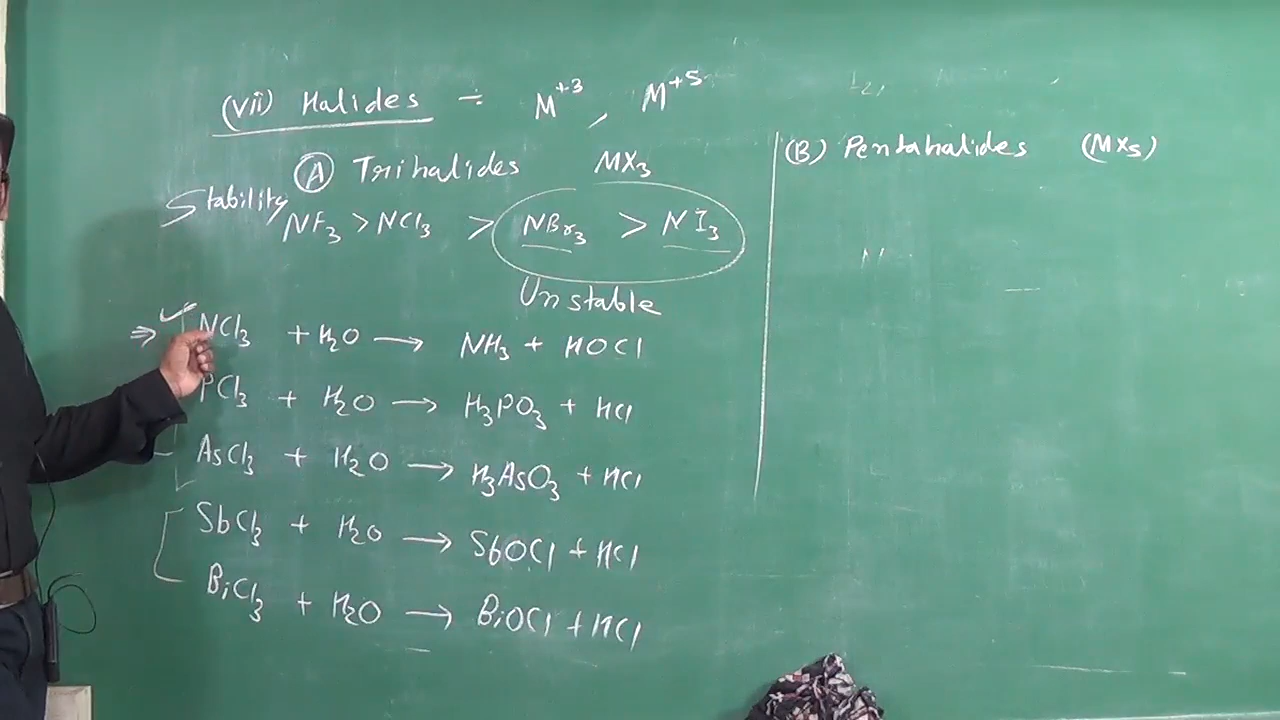 (vii) Halides ÷ M⁺³, M⁺⁵
(A) Trihalides MX₃
Stability NF₃ > NCl₃ > NBr₃ > NI₃
Unstable
⇒ ✓ NCl₃ + H₂O → NH₃ + HOCl
PCl₃ + H₂O → H₃PO₃ + HCl
AsCl₃ + H₂O → H₃AsO₃ + HCl
SbCl₃ + H₂O → SbOCl + HCl
BiCl₃ + H₂O → BiOCl + HCl
(B) Pentahalides (MX₅)